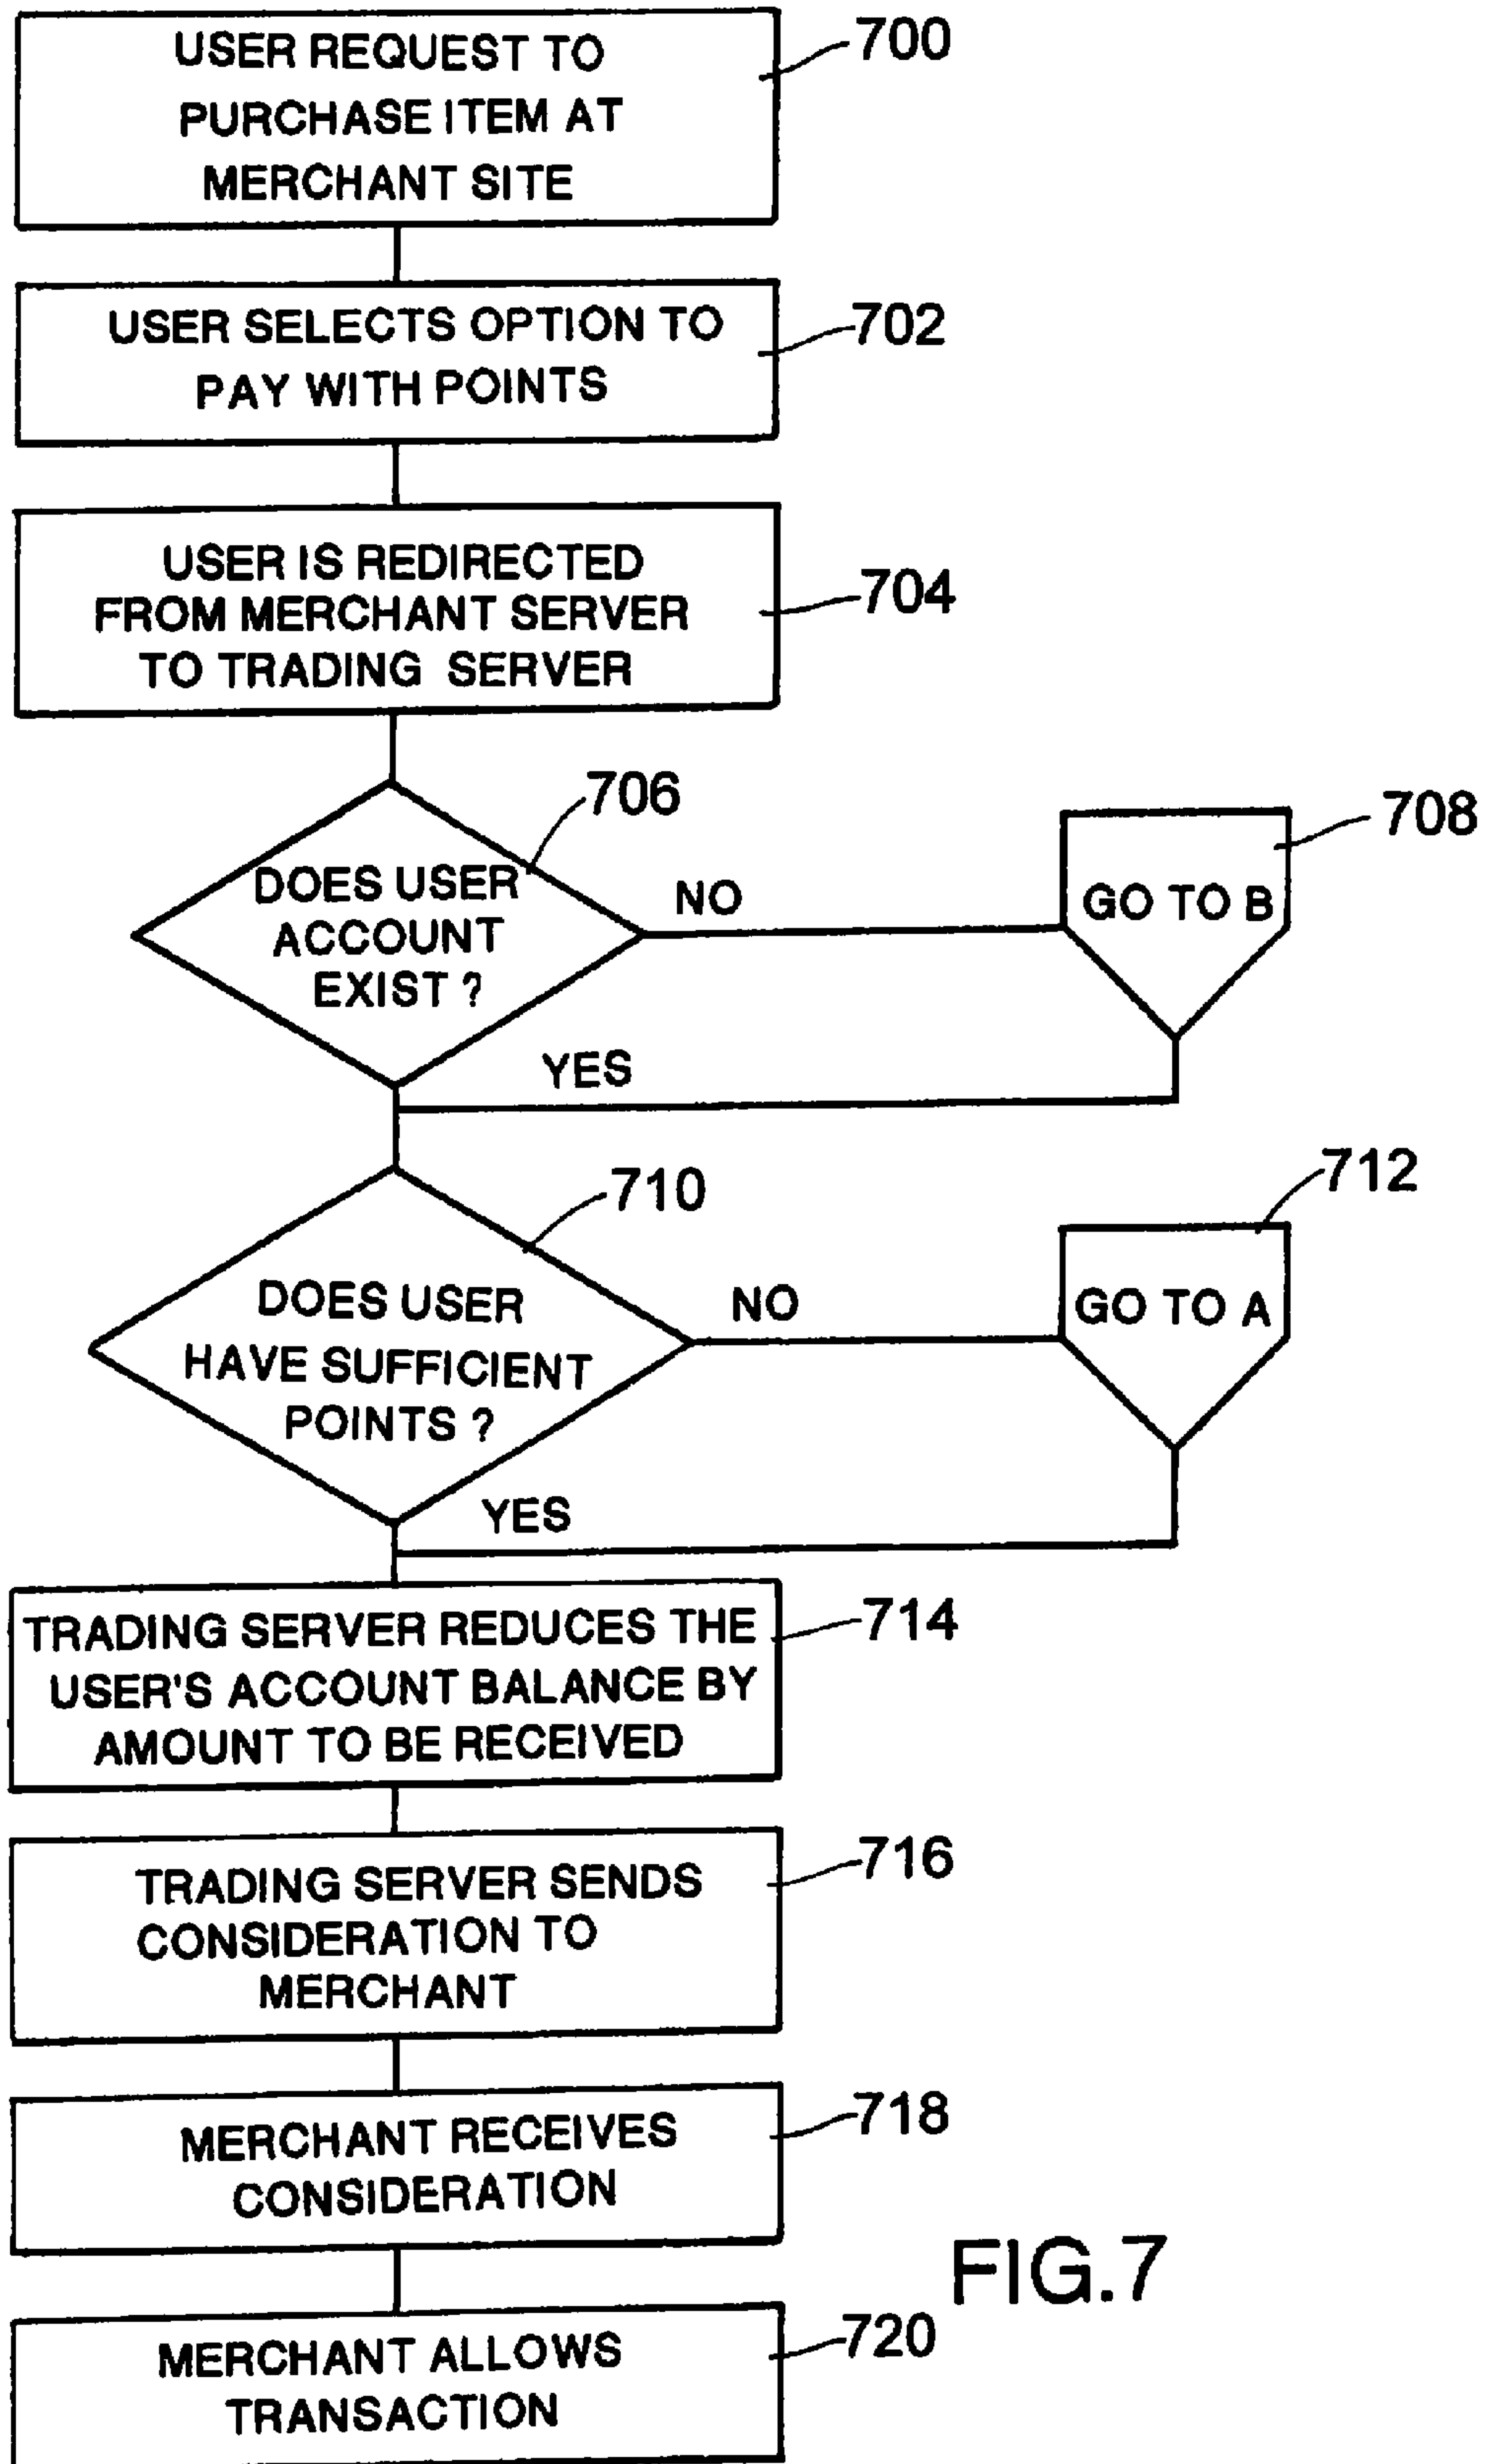 USER REQUEST TO
PURCHASE ITEM AT
MERCHANT SITE
700
USER SELECTS OPTION TO
PAY WITH POINTS
702
USER IS REDIRECTED
FROM MERCHANT SERVER
TO TRADING SERVER
704
706
DOES USER
ACCOUNT
EXIST ?
NO
708
GO TO B
YES
710
DOES USER
HAVE SUFFICIENT
POINTS ?
NO
712
GO TO A
YES
TRADING SERVER REDUCES THE
USER'S ACCOUNT BALANCE BY
AMOUNT TO BE RECEIVED
714
TRADING SERVER SENDS
CONSIDERATION TO
MERCHANT
716
MERCHANT RECEIVES
CONSIDERATION
718
MERCHANT ALLOWS
TRANSACTION
720
FIG.7